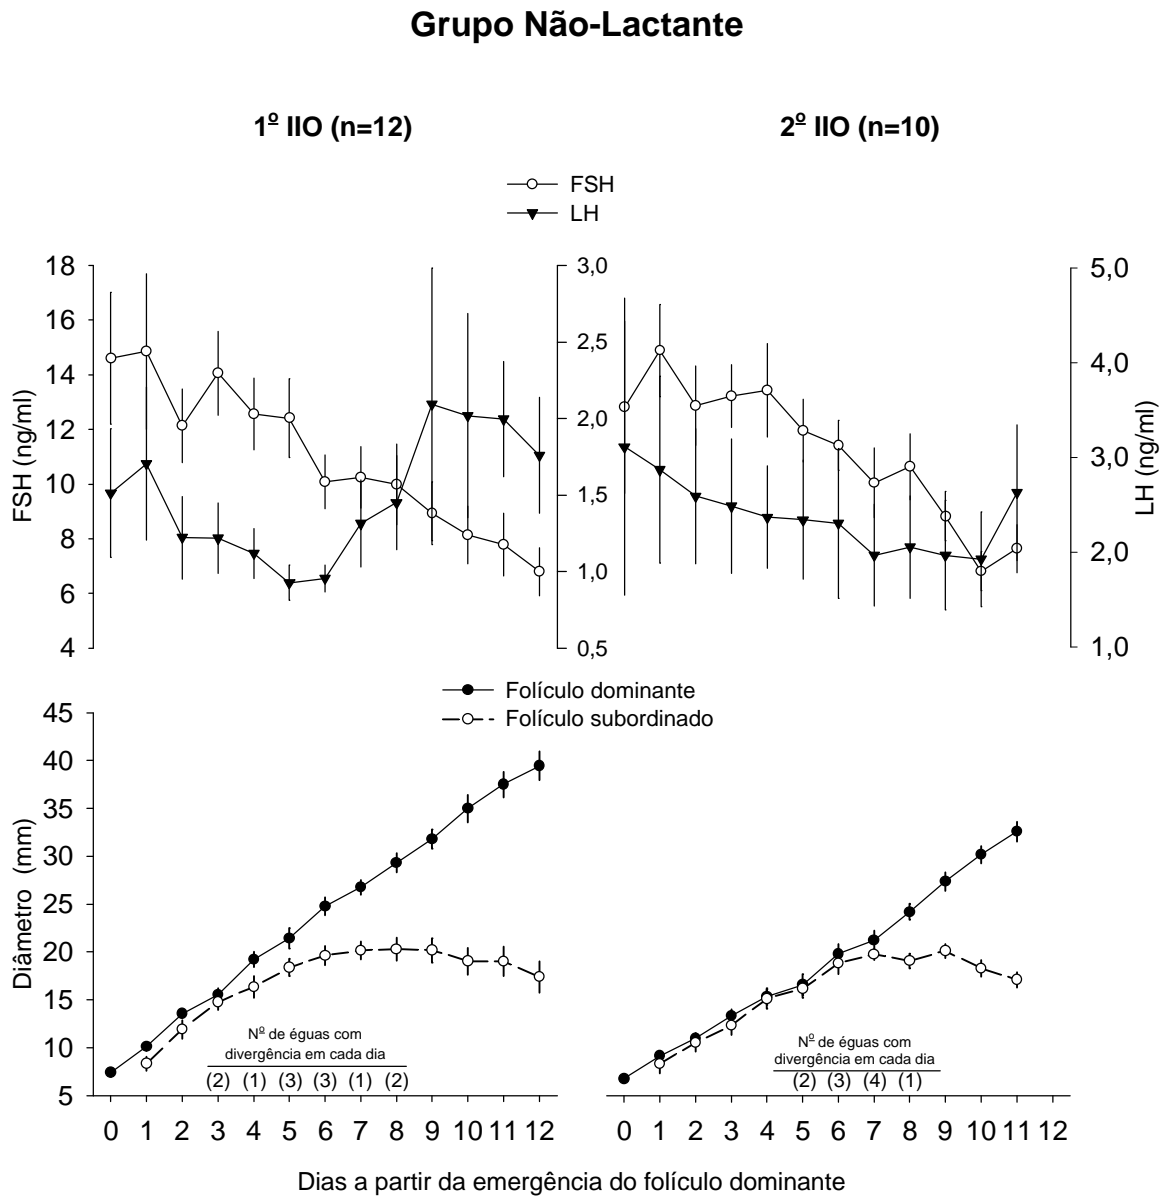 Grupo Não-Lactante
1º IIO (n=12)
2º IIO (n=10)
FSH
LH
18
16
14
12
10
8
6
4
FSH (ng/ml)
3,0
2,5
2,0
1,5
1,0
0,5
5,0
4,0
3,0
2,0
1,0
LH (ng/ml)
Folículo dominante
Folículo subordinado
45
40
35
30
25
20
15
10
5
Diâmetro (mm)
Nº de éguas com
divergência em cada dia
(2) (1) (3) (3) (1) (2)
Nº de éguas com
divergência em cada dia
(2) (3) (4) (1)
0 1 2 3 4 5 6 7 8 9 10 11 12
0 1 2 3 4 5 6 7 8 9 10 11 12
Dias a partir da emergência do folículo dominante